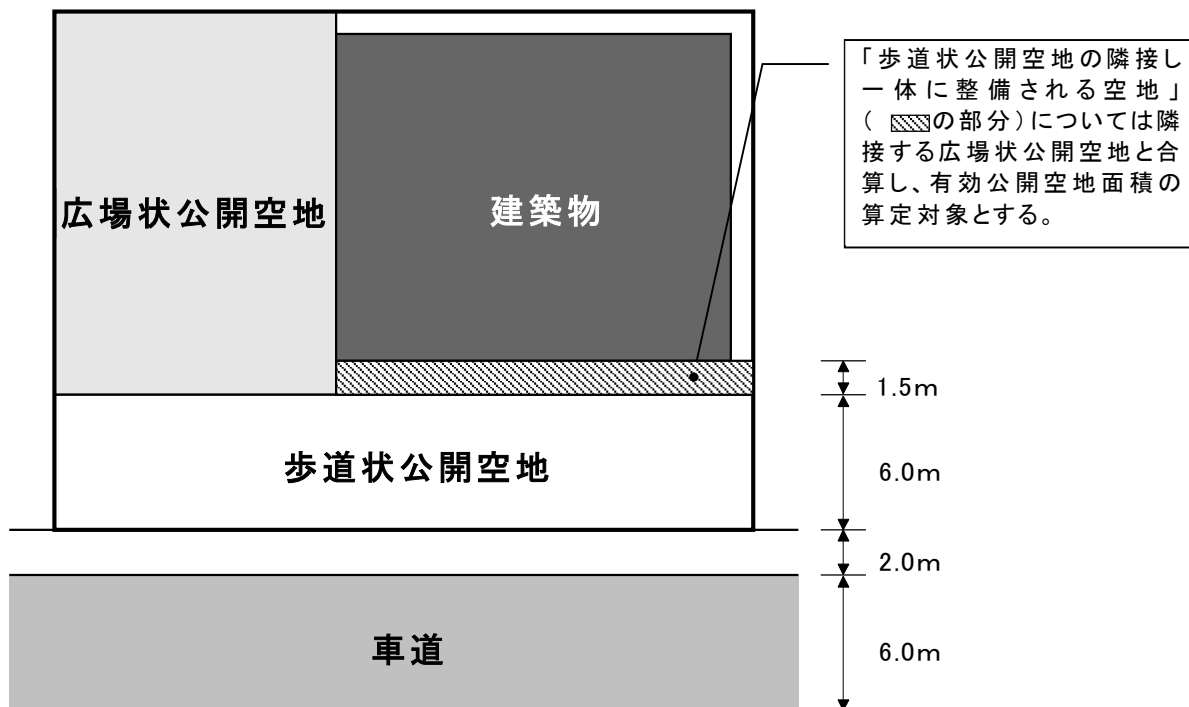 「歩道状公開空地の隣接し
一体に整備される空地」
( の部分)については隣
接する広場状公開空地と合
算し、有効公開空地面積の
算定対象とする。
広場状公開空地
建築物
1.5m
歩道状公開空地
6.0m
2.0m
車道
6.0m